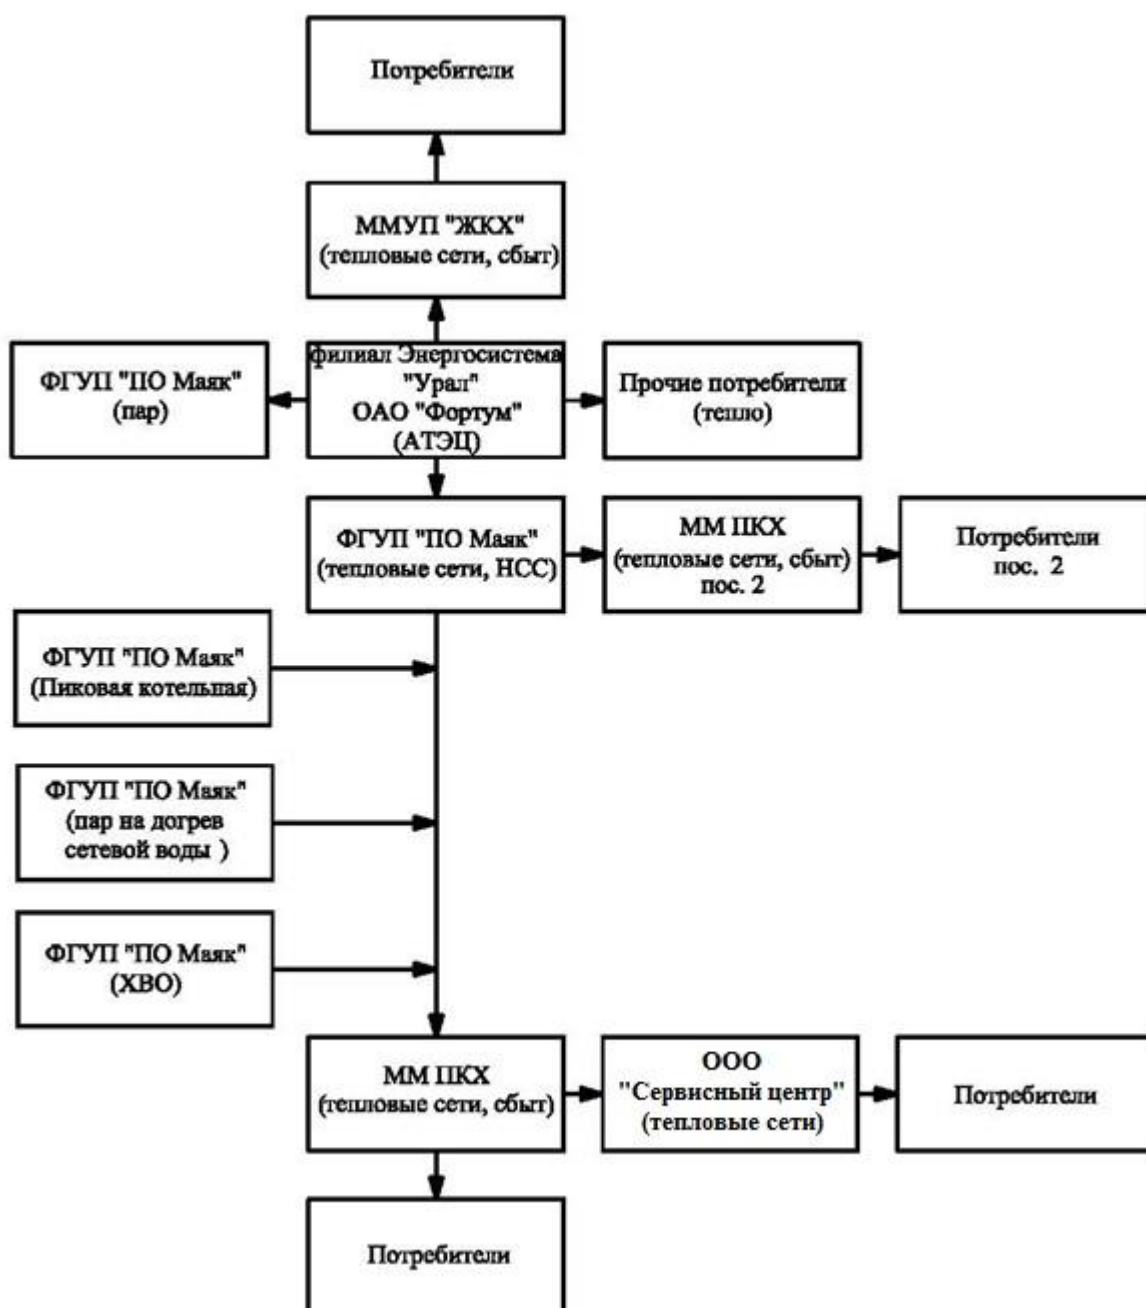 Потребители
ММУП "ЖКХ"
(тепловые сети, сбыт)
ФГУП "ПО Маяк"
(пар)
филиал Энергосистема
"Урал"
ОАО "Фортум"
(АТЭЦ)
Прочие потребители
(тепло)
ФГУП "ПО Маяк"
(тепловые сети, НСС)
ММ ПКХ
(тепловые сети, сбыт)
пос. 2
Потребители
пос. 2
ФГУП "ПО Маяк"
(Пиковая котельная)
ФГУП "ПО Маяк"
(пар на догрев
сетевой воды )
ФГУП "ПО Маяк"
(ХВО)
ММ ПКХ
(тепловые сети, сбыт)
ООО
"Сервисный центр"
(тепловые сети)
Потребители
Потребители